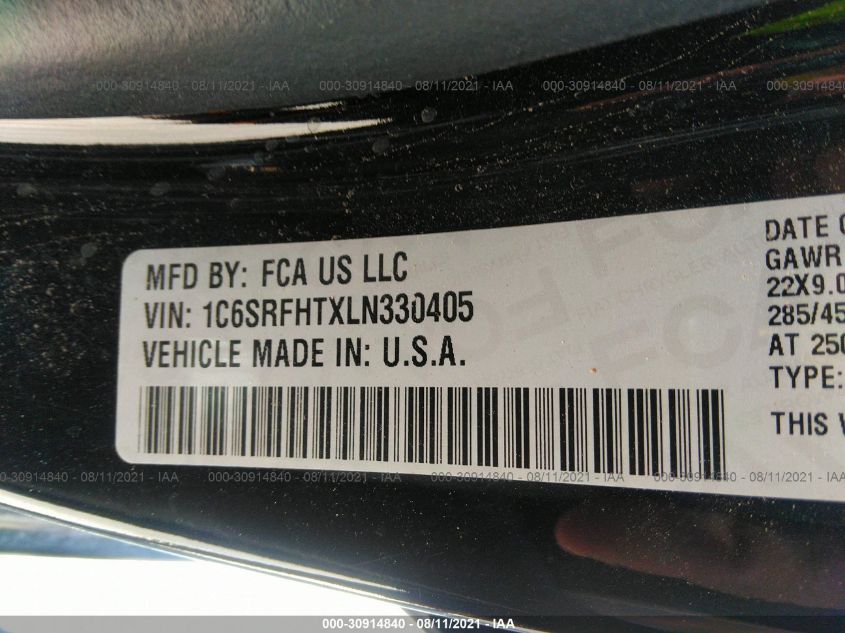 000-30914840 - 08/11/2021 - IAA
000-30914840 - 08/11/2021 - IAA
000-30914840 - 08/11/2021 - IAA
MFD BY: FCA US LLC
VIN: 1C6SRFHTXLN330405
VEHICLE MADE IN: U.S.A.
DATE O
GAWR
22X9.0
285/45
AT 250
TYPE:
THIS V
000-30914840 - 08/11/2021 - IAA
000-30914840 - 08/11/2021 - IAA
000-30914840 - 08/11/2021 - IAA
000-30914840 - 08/11/2021 - IAA